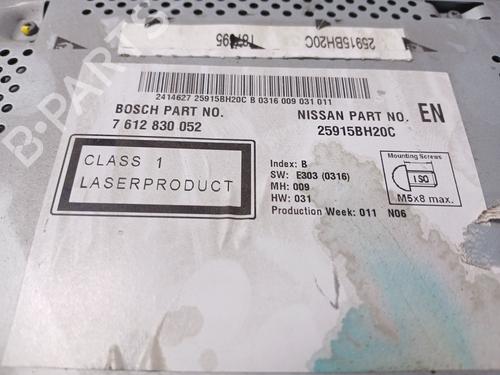 25915BH20C
2414627 25915BH20C B 0316 009 031 011
BOSCH PART NO.
7 612 830 052
NISSAN PART NO.
25915BH20C
EN
CLASS 1
LASERPRODUCT
Index: B
SW: E303 (0316)
MH: 009
HW: 031
Production Week: 011 N06
Mounting Screws
ISO
M5x8 max.
B-PARTS